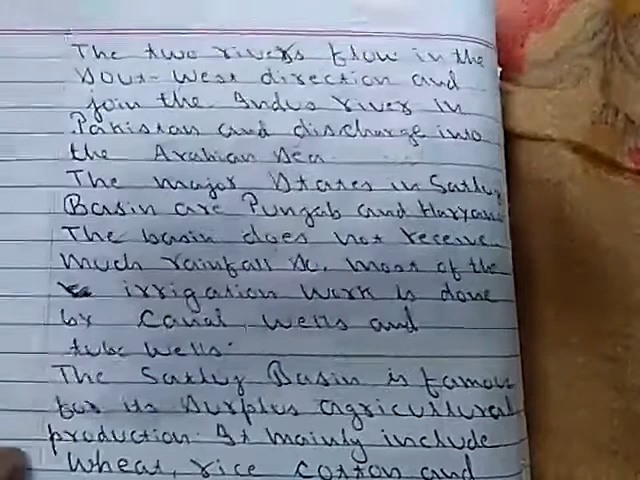 The two rivers flow in the
Sout-West direction and
join the Indus river in
Pakistan and discharge into
the Arabian Sea.
The major States in Satluj
Basin are Punjab and Haryana
The basin does not receive
much rainfall So, most of the
irrigation work is done
by Canal, wells and
tube wells.
The Satluj Basin is famous
for its Surplus agricultural
production. It mainly include
Wheat, rice cotton and